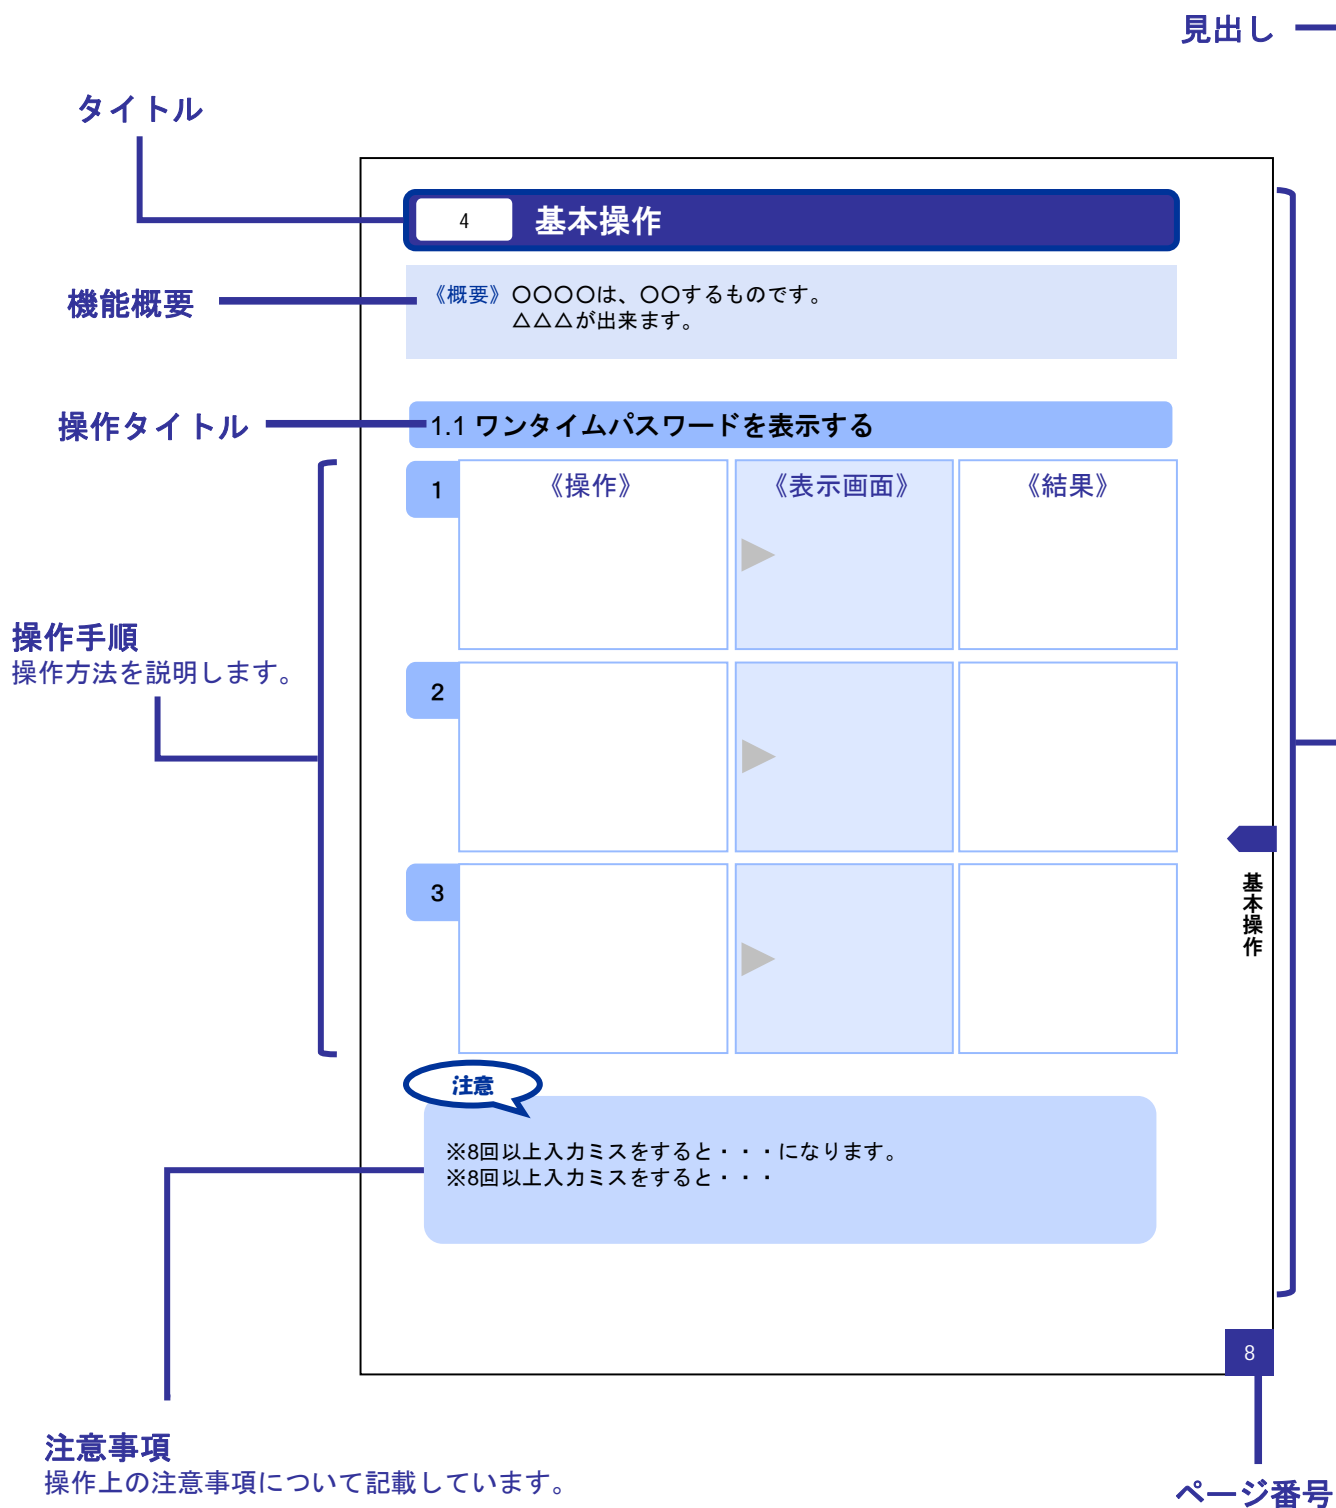 見出し
タイトル
4 基本操作
機能概要
《概要》〇〇〇〇は、〇〇するものです。
△△△が出来ます。
操作タイトル
1.1 ワンタイムパスワードを表示する
1 《操作》 《表示画面》 《結果》
操作手順
操作方法を説明します。
2
3
基本操作
注意
※8回以上入力ミスをすると・・・になります。
※8回以上入力ミスをすると・・・
8
注意事項
操作上の注意事項について記載しています。
ページ番号